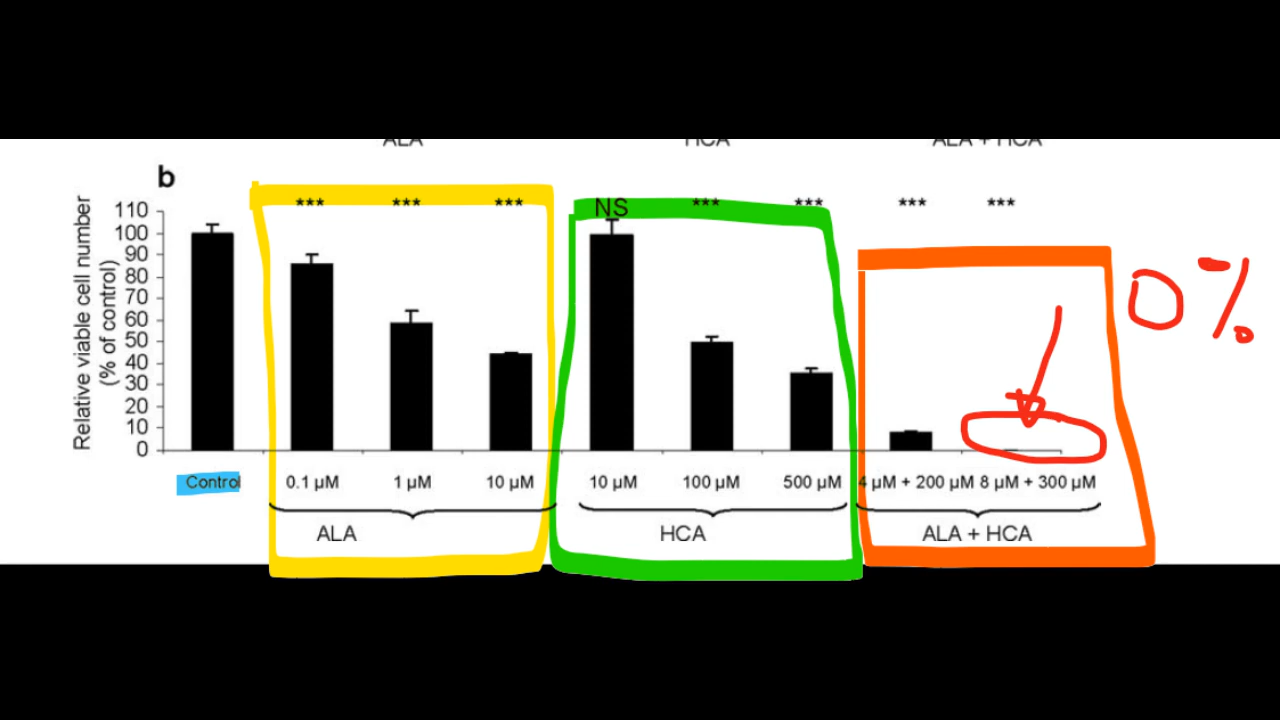 ALA HCA ALA + HCA
b
*** *** *** NS *** *** *** ***
Relative viable cell number
(% of control)
110
100
90
80
70
60
50
40
30
20
10
0
0%
Control 0.1 µM 1 µM 10 µM 10 µM 100 µM 500 µM 4 µM + 200 µM 8 µM + 300 µM
ALA HCA ALA + HCA